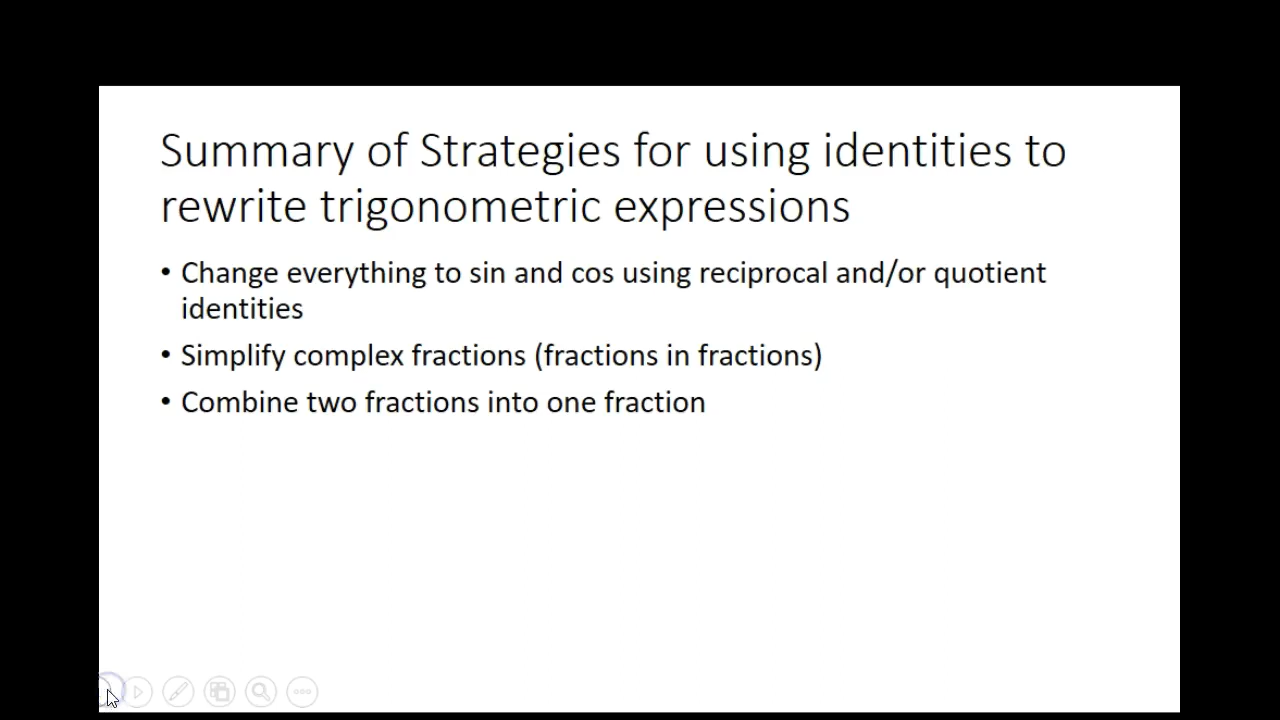 Summary of Strategies for using identities to
rewrite trigonometric expressions
• Change everything to sin and cos using reciprocal and/or quotient
identities
• Simplify complex fractions (fractions in fractions)
• Combine two fractions into one fraction